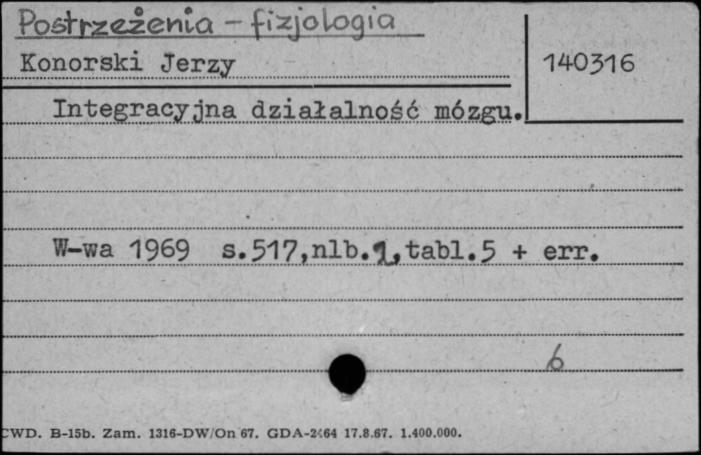 Postrzeżenia - fizjologia
Konorski Jerzy
140316
Integracyjna działalność mózgu.
W-wa 1969 s.517,nlb.1,tabl.5 + err.
6
CWD. B-15b. Zam. 1316-DW/On 67. GDA-2464 17.8.67. 1.400.000.